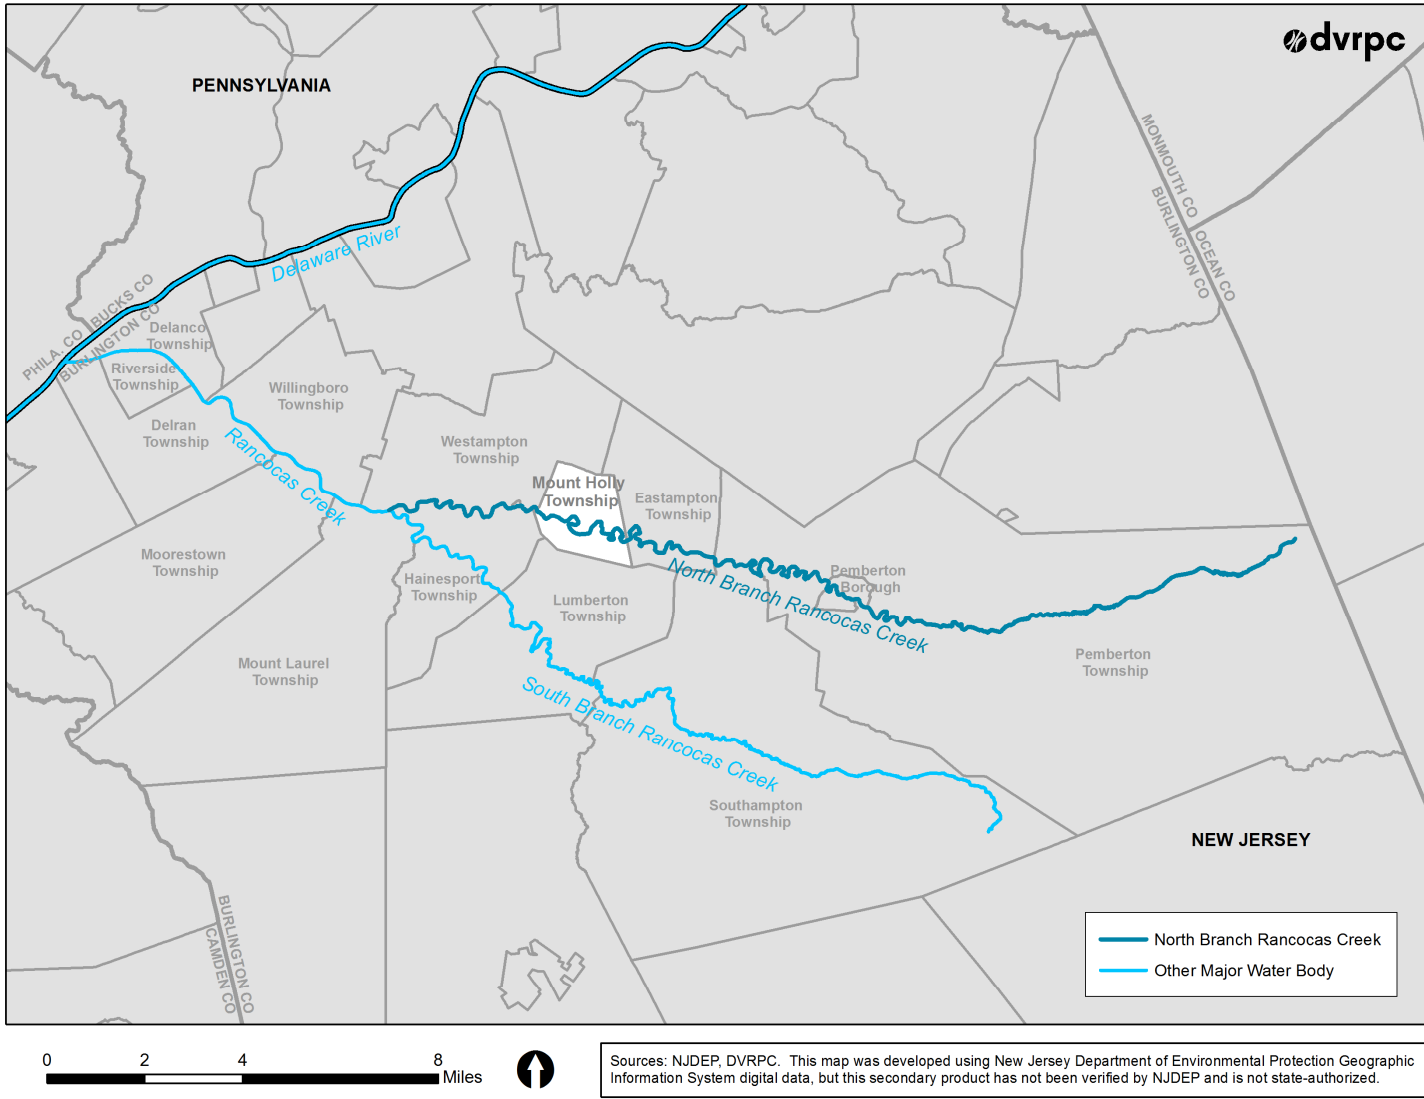 dvrpc
PENNSYLVANIA
MONMOUTH CO
OCEAN CO
BURLINGTON CO
Delaware River
BUCKS CO
PHILA. CO
BURLINGTON CO
Delanco
Township
Riverside
Township
Willingboro
Township
Delran
Township
Rancocas Creek
Westampton
Township
Mount Holly
Township
Eastampton
Township
Moorestown
Township
Hainesport
Township
Lumberton
Township
North Branch Rancocas Creek
Pemberton
Borough
Pemberton
Township
Mount Laurel
Township
South Branch Rancocas Creek
Southampton
Township
NEW JERSEY
BURLINGTON CO
CAMDEN CO
North Branch Rancocas Creek
Other Major Water Body
0 2 4 8
Miles
Sources: NJDEP, DVRPC. This map was developed using New Jersey Department of Environmental Protection Geographic
Information System digital data, but this secondary product has not been verified by NJDEP and is not state-authorized.